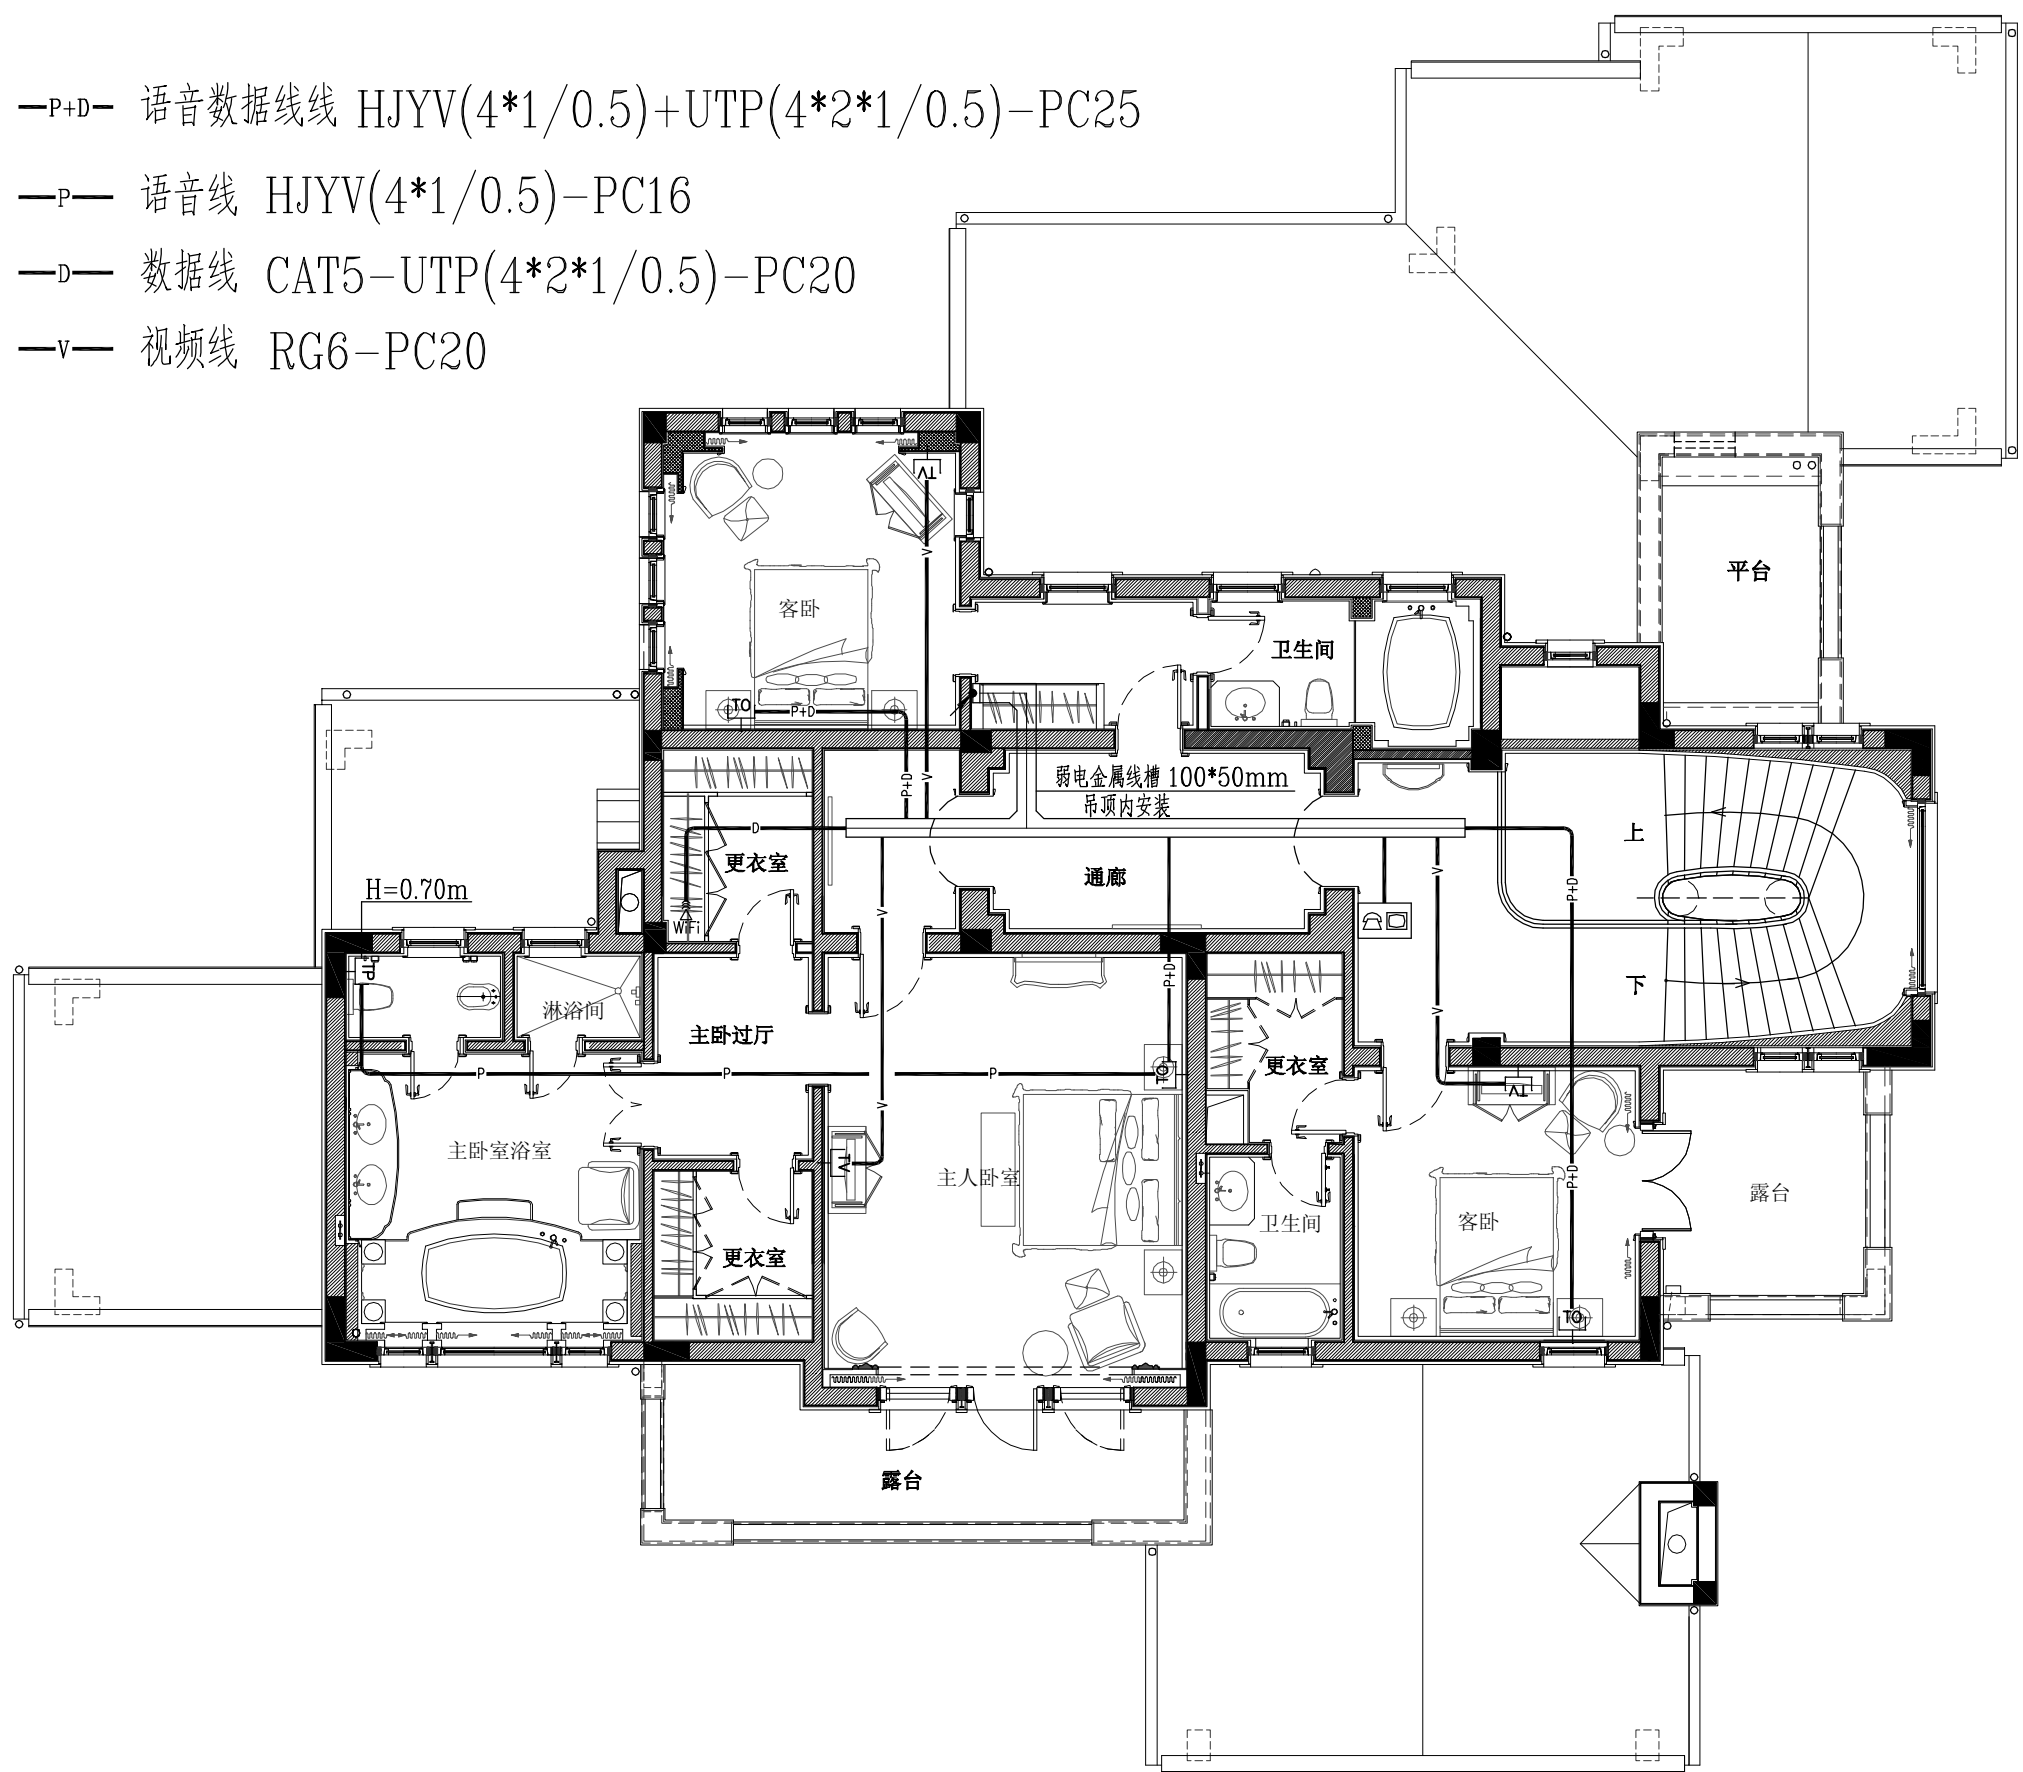 P+D 语音数据线线 HJYV(4*1/0.5)+UTP(4*2*1/0.5)-PC25
P 语音线 HJYV(4*1/0.5)-PC16
D 数据线 CAT5-UTP(4*2*1/0.5)-PC20
V 视频线 RG6-PC20
TV
V
平台
客卧
卫生间
TO
P+D
P+D
V
弱电金属线槽 100*50mm
吊顶内安装
D
上
更衣室
V
通廊
P+D
H=0.70m
V
WiFi
TP
P+D
下
淋浴间
V
主卧过厅
更衣室
P
P
P
TO
TV
V
V
主卧室浴室
TV
主人卧室
P+D
露台
卫生间
客卧
更衣室
TO
露台